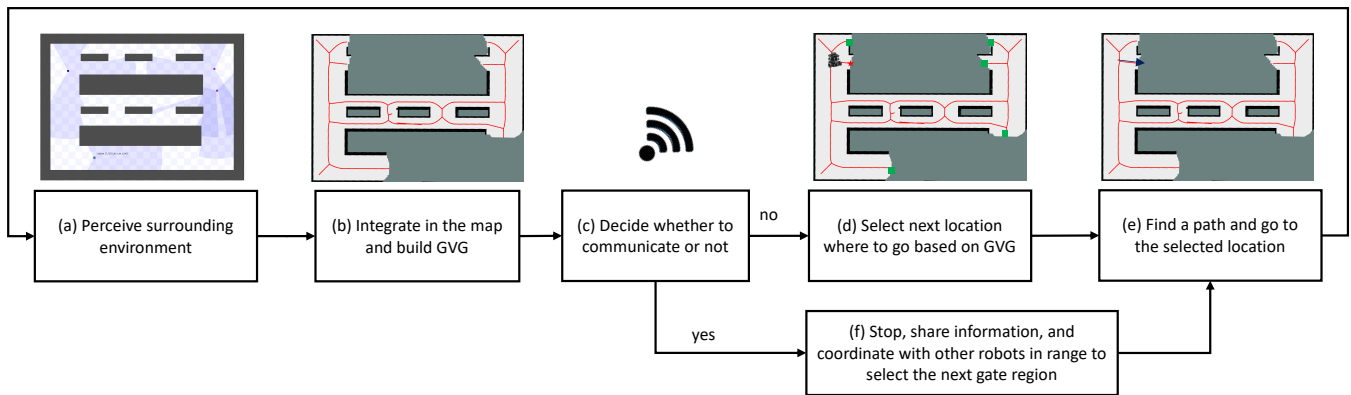 (a) Perceive surrounding
environment
(b) Integrate in the map
and build GVG
(c) Decide whether to
communicate or not
no
(d) Select next location
where to go based on GVG
(e) Find a path and go to
the selected location
yes
(f) Stop, share information, and
coordinate with other robots in range to
select the next gate region